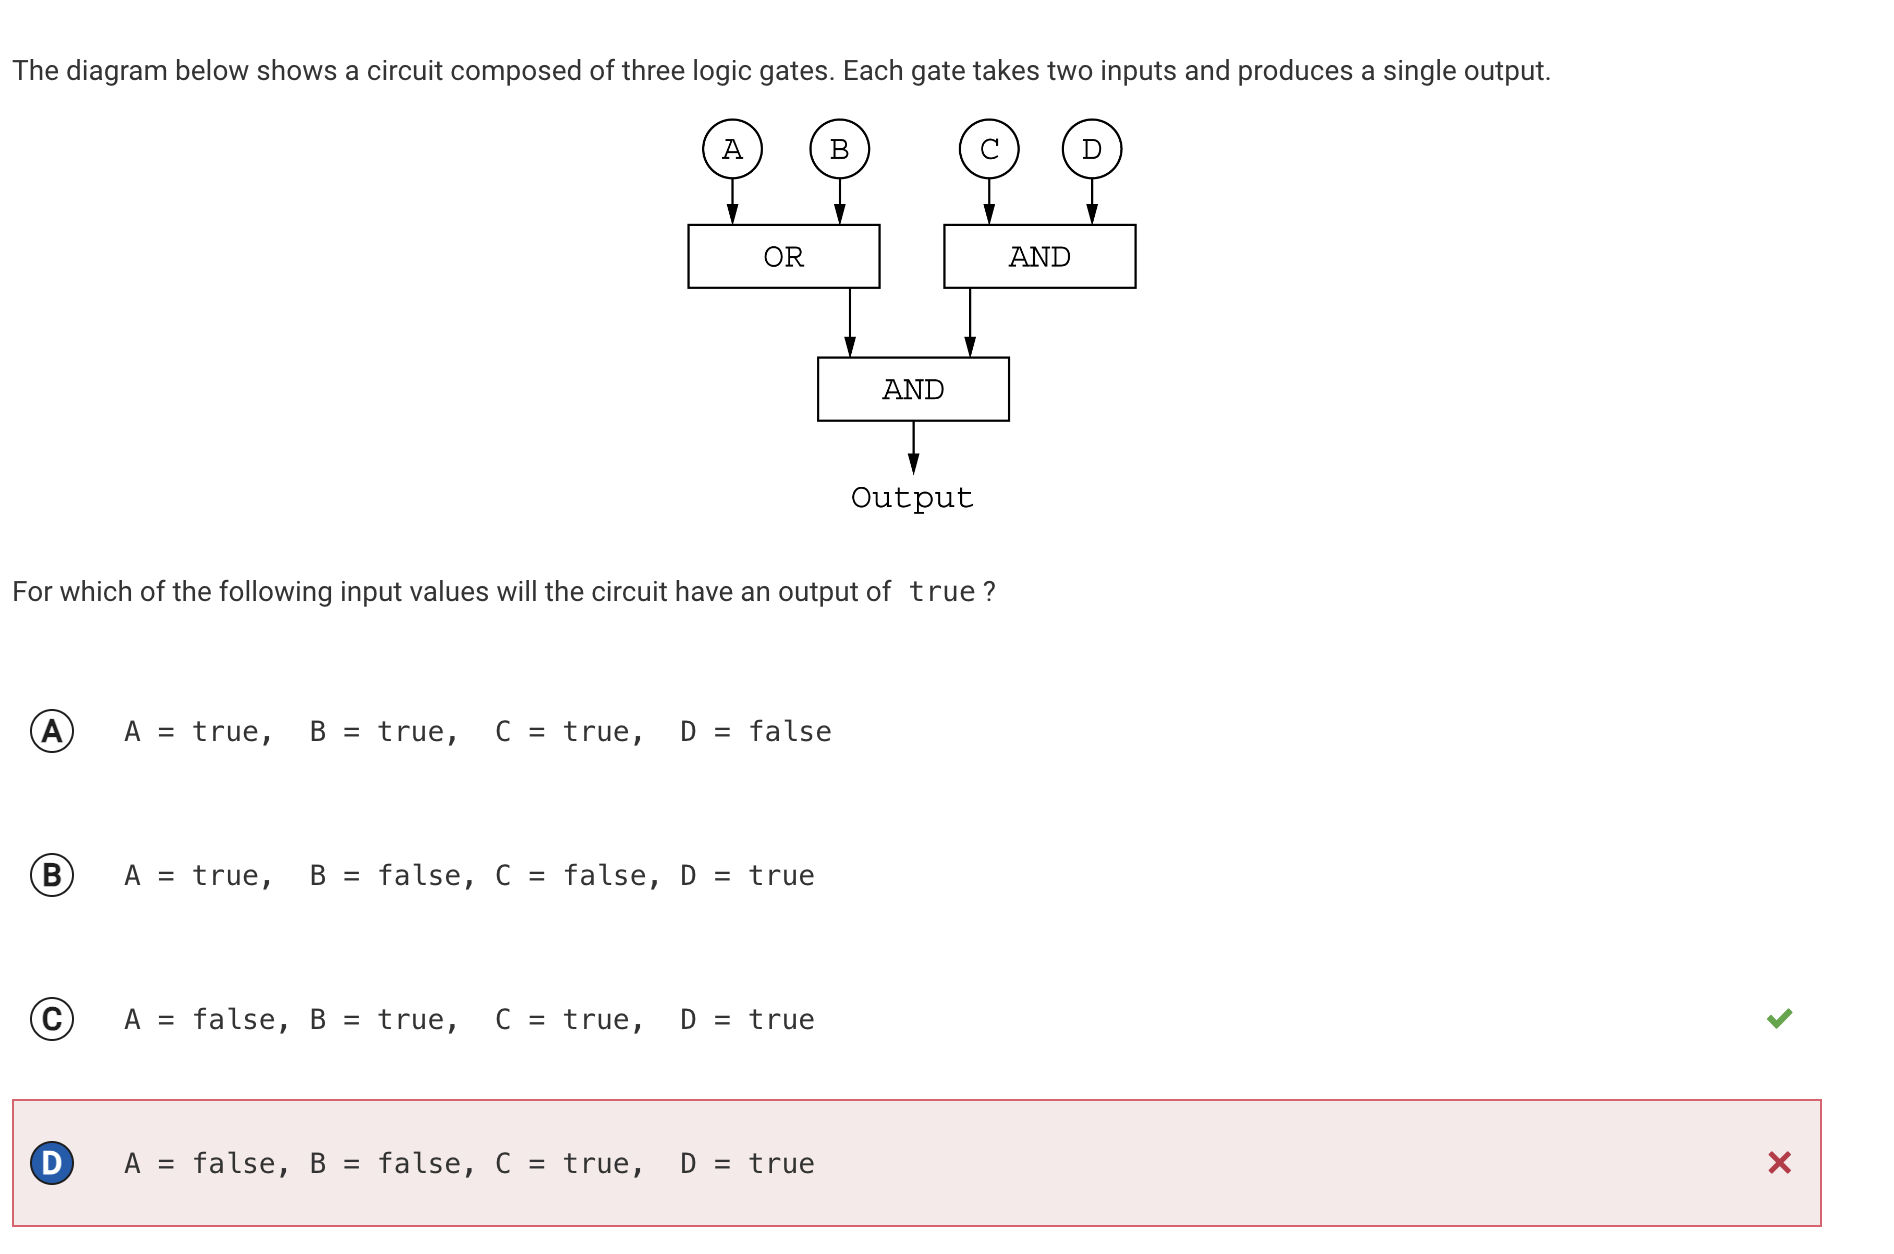 The diagram below shows a circuit composed of three logic gates. Each gate takes two inputs and produces a single output.
A B C D
OR AND
AND
Output
For which of the following input values will the circuit have an output of true ?
A A = true, B = true, C = true, D = false
B A = true, B = false, C = false, D = true
C A = false, B = true, C = true, D = true
D A = false, B = false, C = true, D = true